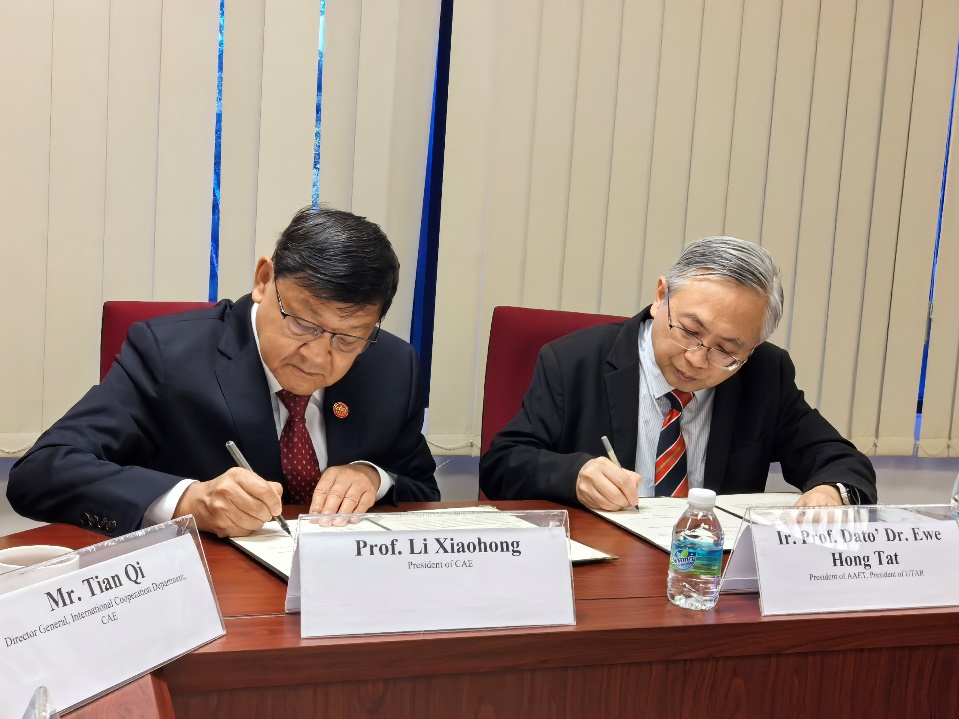 Mr. Tian Qi
Director General, International Cooperation Department,
CAE
Prof. Li Xiaohong
President of CAE
Ir. Prof. Dato’ Dr. Ewe
Hong Tat
President of AAET, President of UTAR